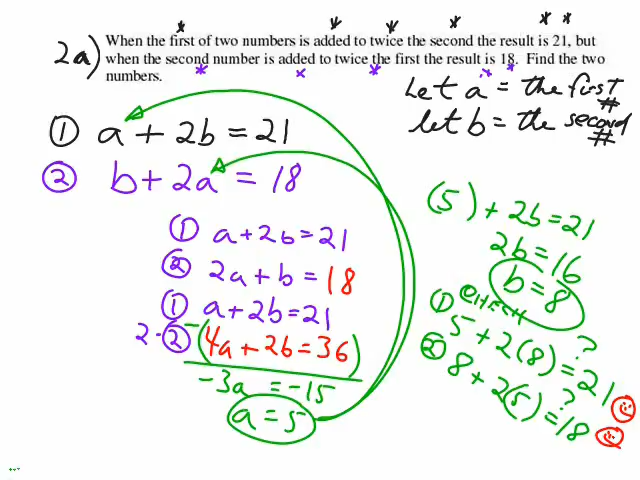 2a) When the first of two numbers is added to twice the second the result is 21, but
when the second number is added to twice the first the result is 18. Find the two
numbers.
Let a = the first #
let b = the second #
① a + 2b = 21
② b + 2a = 18
① a + 2b = 21
② 2a + b = 18
① a + 2b = 21
2·② -(4a + 2b = 36)
-3a = -15
a = 5
(5) + 2b = 21
2b = 16
b = 8
check
① 5 + 2(8) =? 21
② 8 + 2(5) =? 18